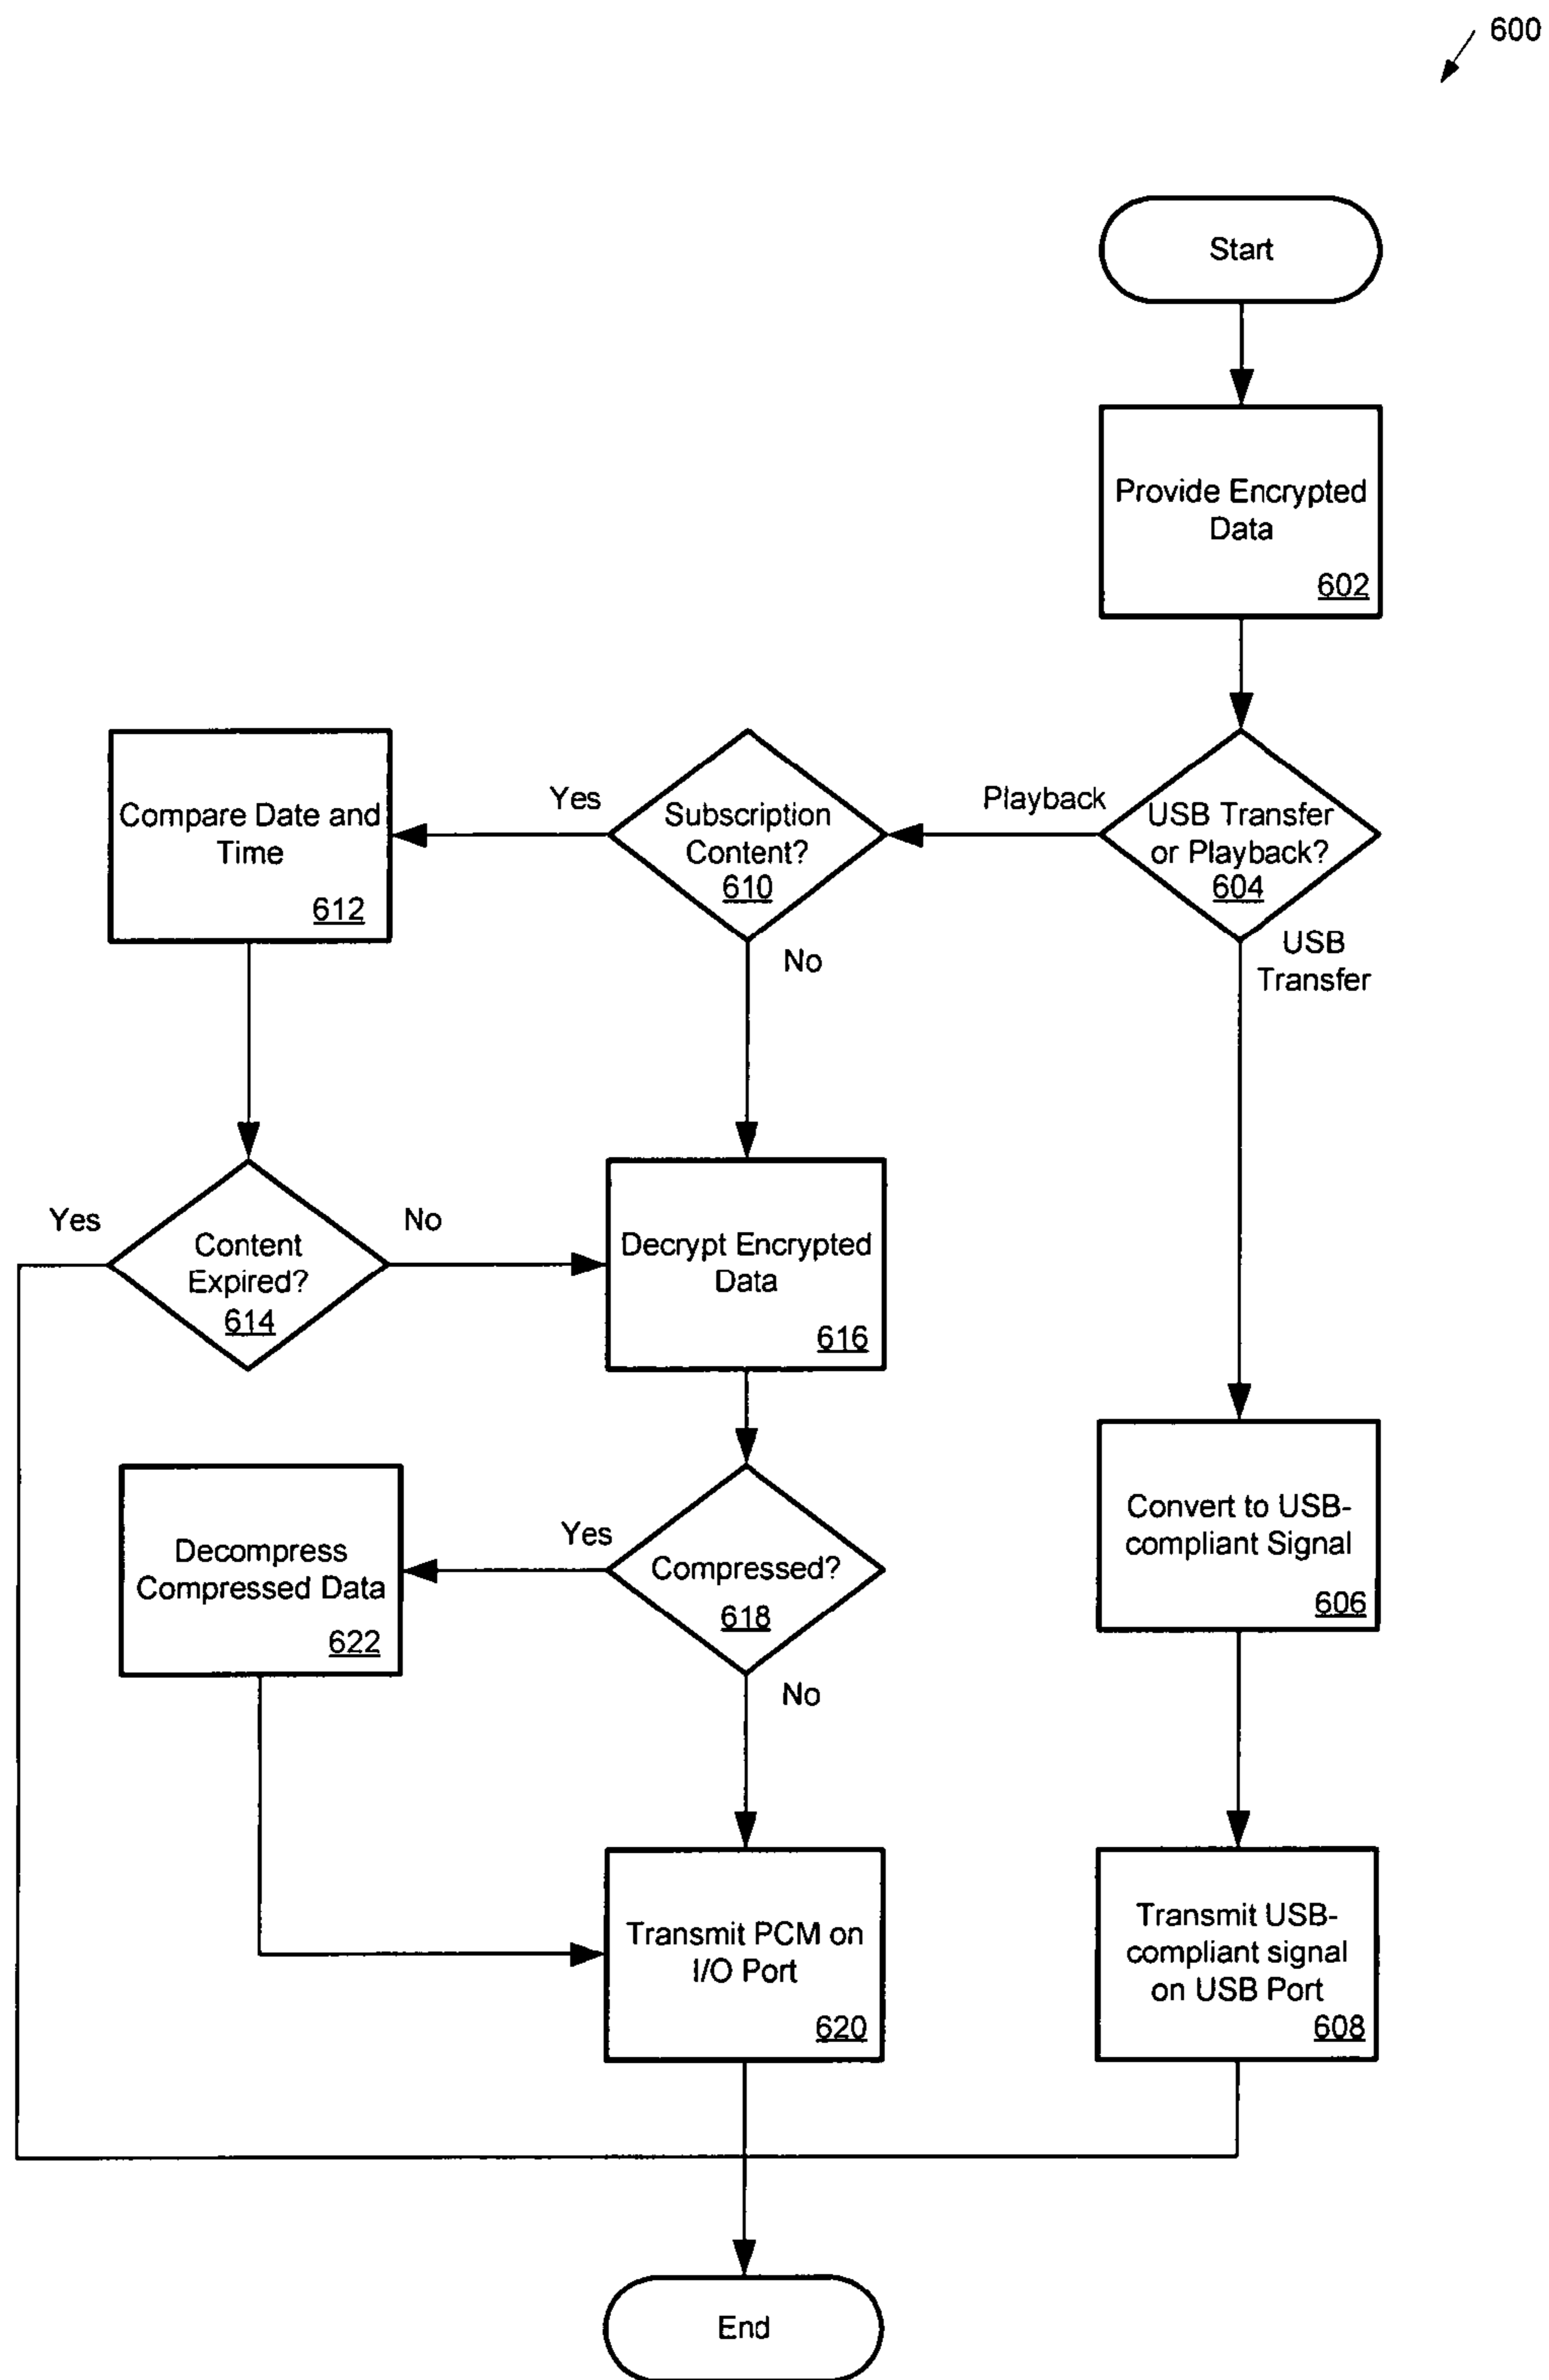 600
Start
Provide Encrypted
Data
602
Compare Date and
Time
612
Yes
Subscription
Content?
610
No
Playback
USB Transfer
or Playback?
604
USB
Transfer
Yes
Content
Expired?
614
No
Decrypt Encrypted
Data
616
Decompress
Compressed Data
622
Yes
Compressed?
618
No
Convert to USB-
compliant Signal
606
Transmit PCM on
I/O Port
620
Transmit USB-
compliant signal
on USB Port
608
End